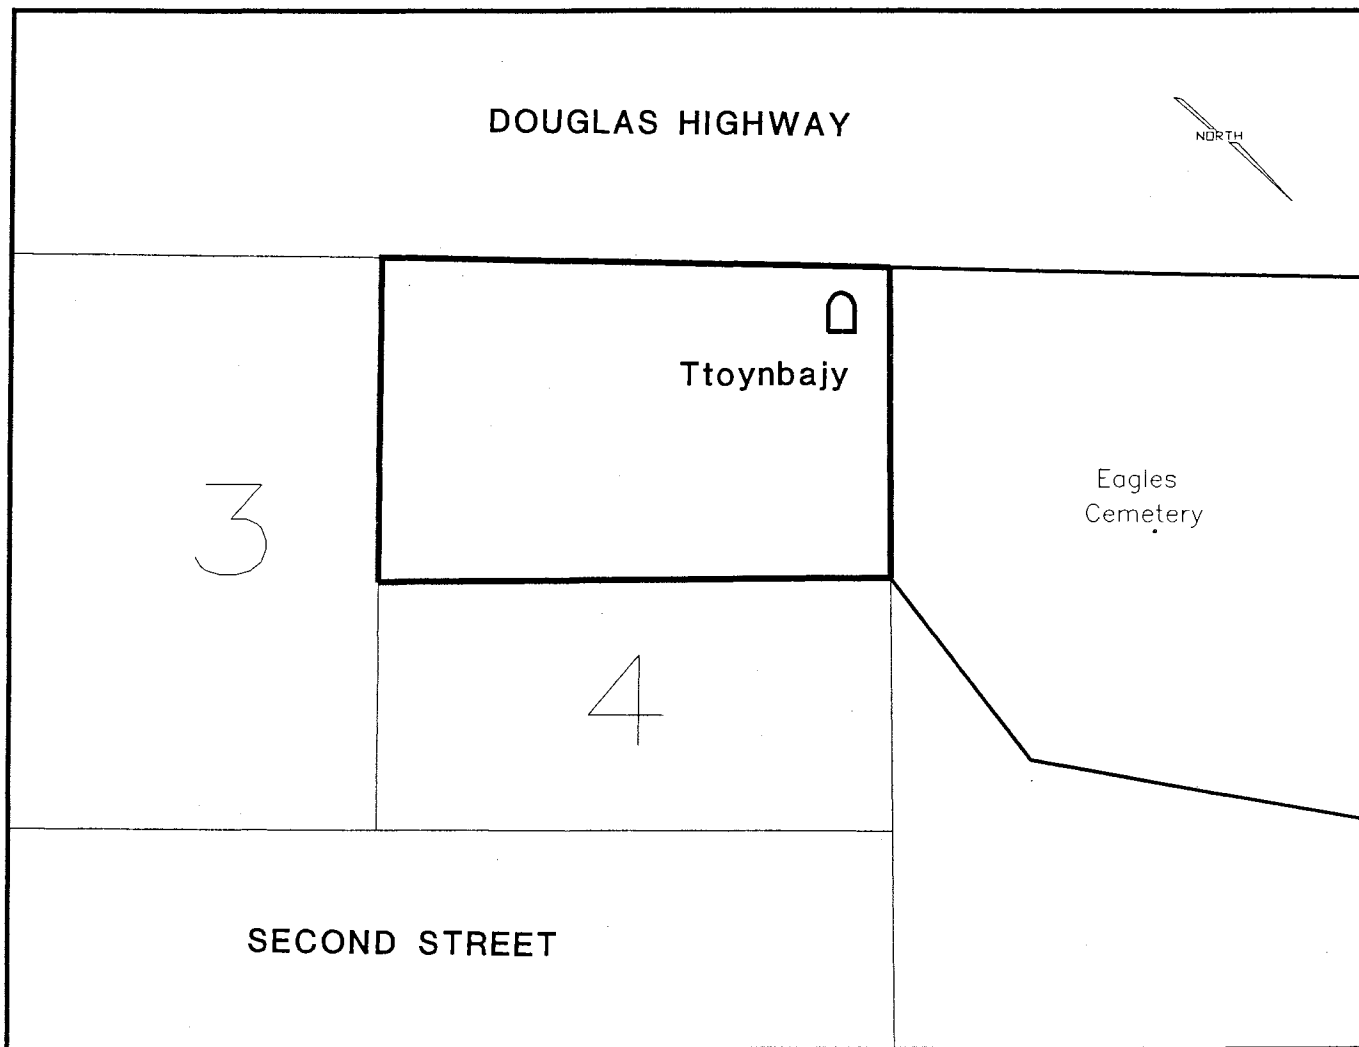 DOUGLAS HIGHWAY
NORTH
Ttoynbajy
Eagles
Cemetery
3
4
SECOND STREET